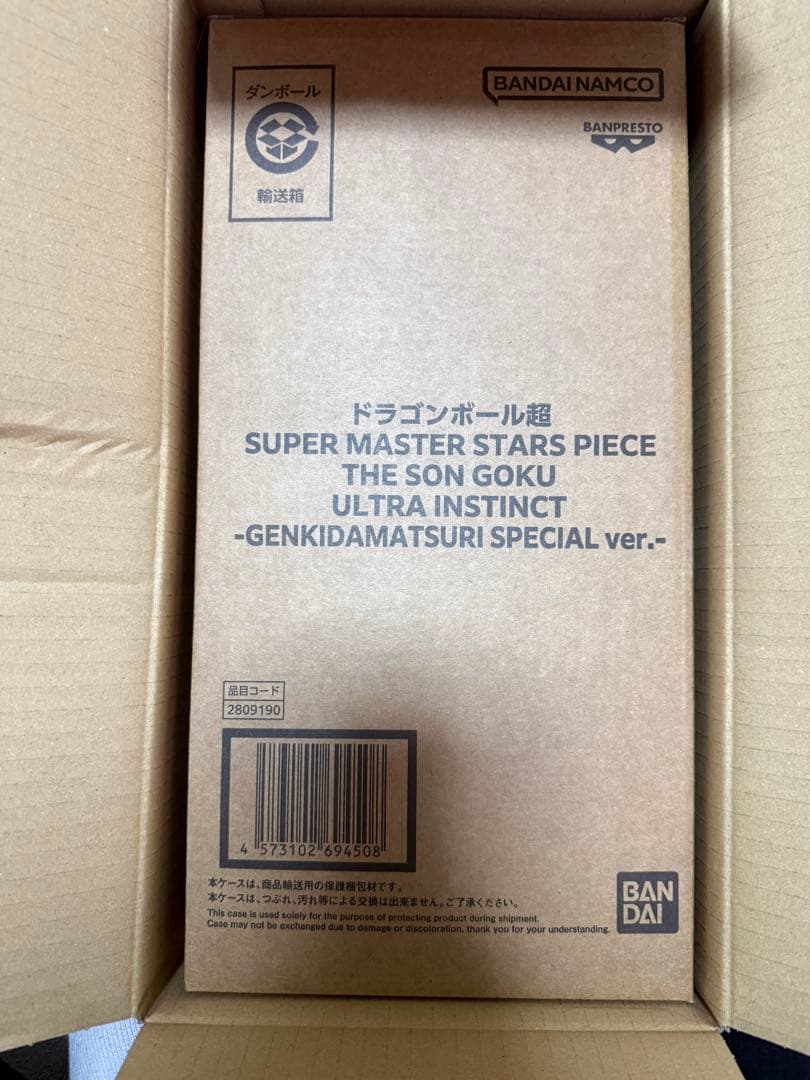 ダンボール
輸送箱
BANDAI NAMCO
BANPRESTO
ドラゴンボール超
SUPER MASTER STARS PIECE
THE SON GOKU
ULTRA INSTINCT
-GENKIDAMATSURI SPECIAL ver.-
品目コード
2809190
4 573102 694508
本ケースは、商品輸送用の保護梱包材です。
本ケースは、つぶれ、汚れ等による交換は出来ません。ご了承ください。
This case is used solely for the purpose of protecting product during shipment.
Case may not be exchanged due to damage or discoloration. thank you for your understanding.
BAN
DAI